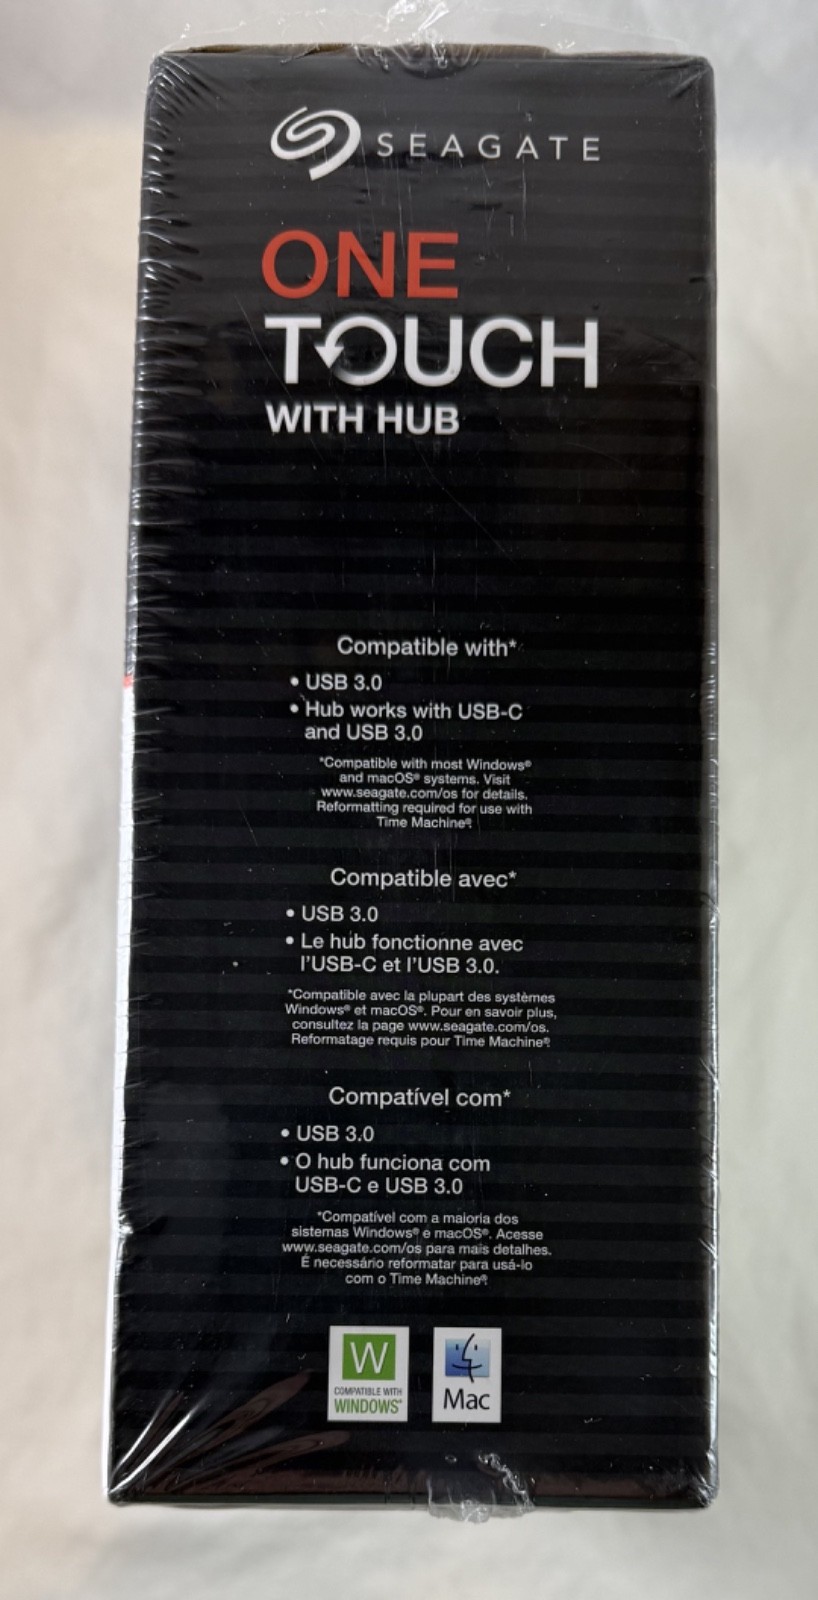 SEAGATE
ONE
TOUCH
WITH HUB
Compatible with*
• USB 3.0
• Hub works with USB-C
and USB 3.0
*Compatible with most Windows®
and macOS® systems. Visit
www.seagate.com/os for details.
Reformatting required for use with
Time Machine®.
Compatible avec*
• USB 3.0
• Le hub fonctionne avec
l'USB-C et l'USB 3.0.
*Compatible avec la plupart des systèmes
Windows® et macOS®. Pour en savoir plus,
consultez la page www.seagate.com/os.
Reformatage requis pour Time Machine®.
Compatível com*
• USB 3.0
• O hub funciona com
USB-C e USB 3.0
*Compatível com a maioria dos
sistemas Windows® e macOS®. Acesse
www.seagate.com/os para mais detalhes.
É necessário reformatar para usá-lo
com o Time Machine®.
W
COMPATIBLE WITH
WINDOWS®
Mac